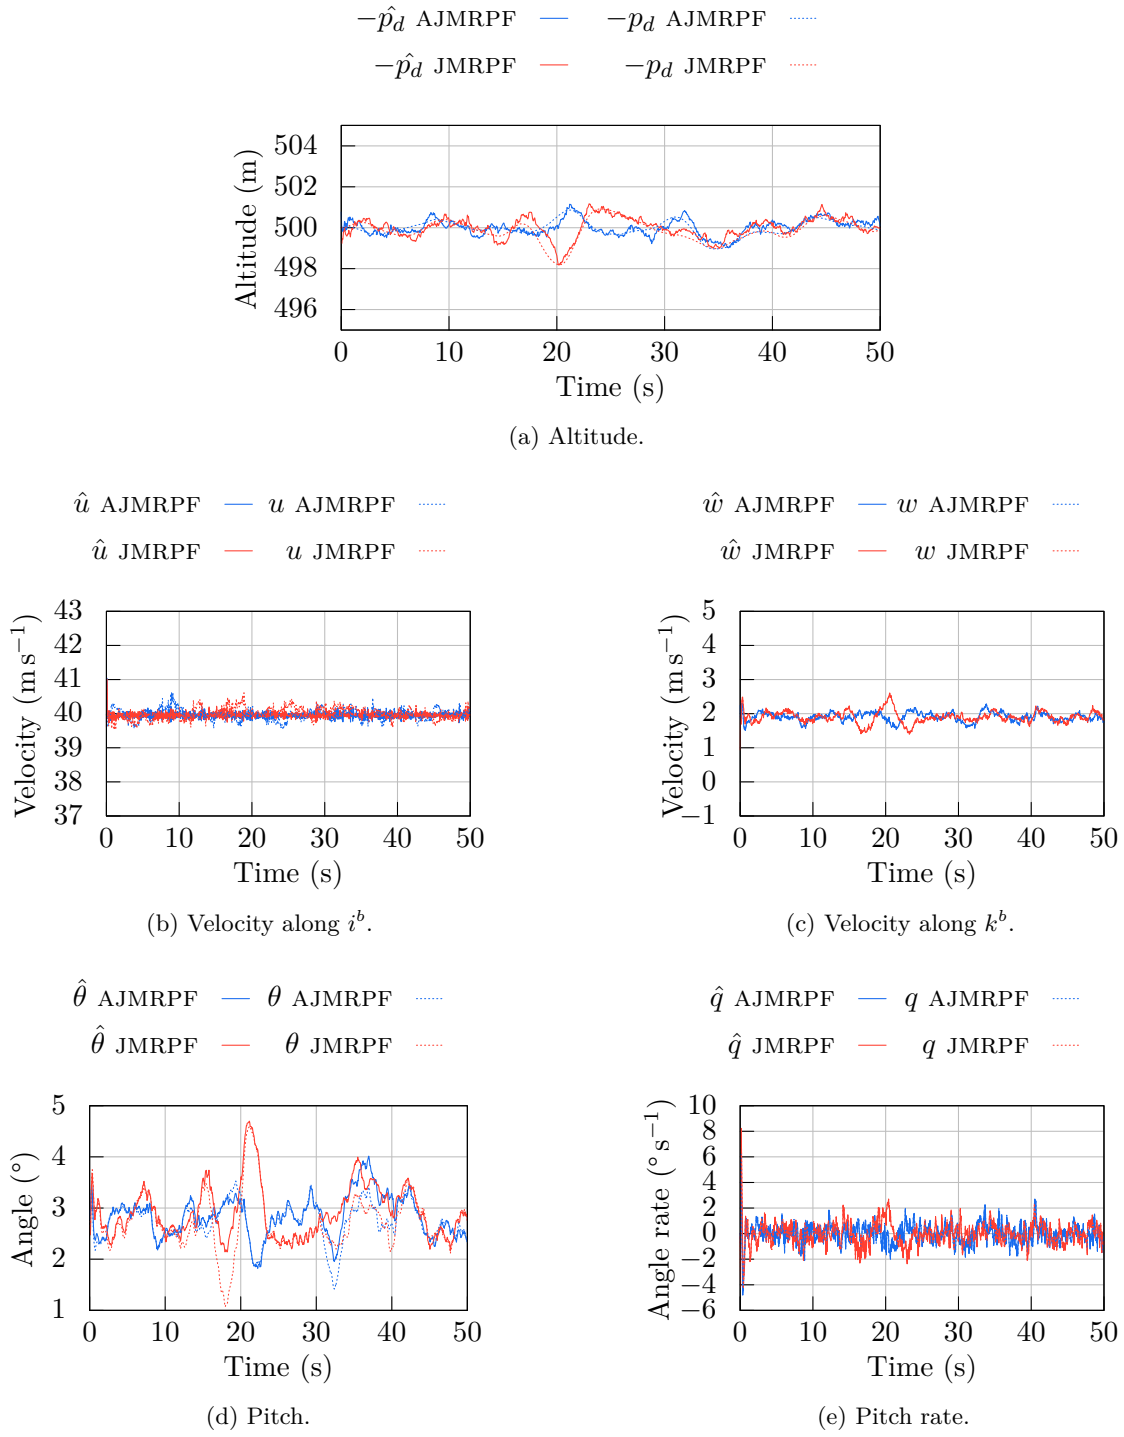 −p̂_d AJMRPF −p_d AJMRPF
−p̂_d JMRPF −p_d JMRPF
504
502
500
498
496
Altitude (m)
0 10 20 30 40 50
Time (s)
(a) Altitude.
û AJMRPF u AJMRPF
û JMRPF u JMRPF
43
42
41
40
39
38
37
Velocity (m s⁻¹)
0 10 20 30 40 50
Time (s)
(b) Velocity along i^b.
ŵ AJMRPF w AJMRPF
ŵ JMRPF w JMRPF
5
4
3
2
1
0
−1
Velocity (m s⁻¹)
0 10 20 30 40 50
Time (s)
(c) Velocity along k^b.
θ̂ AJMRPF θ AJMRPF
θ̂ JMRPF θ JMRPF
5
4
3
2
1
Angle (°)
0 10 20 30 40 50
Time (s)
(d) Pitch.
q̂ AJMRPF q AJMRPF
q̂ JMRPF q JMRPF
10
8
6
4
2
0
−2
−4
−6
Angle rate (° s⁻¹)
0 10 20 30 40 50
Time (s)
(e) Pitch rate.